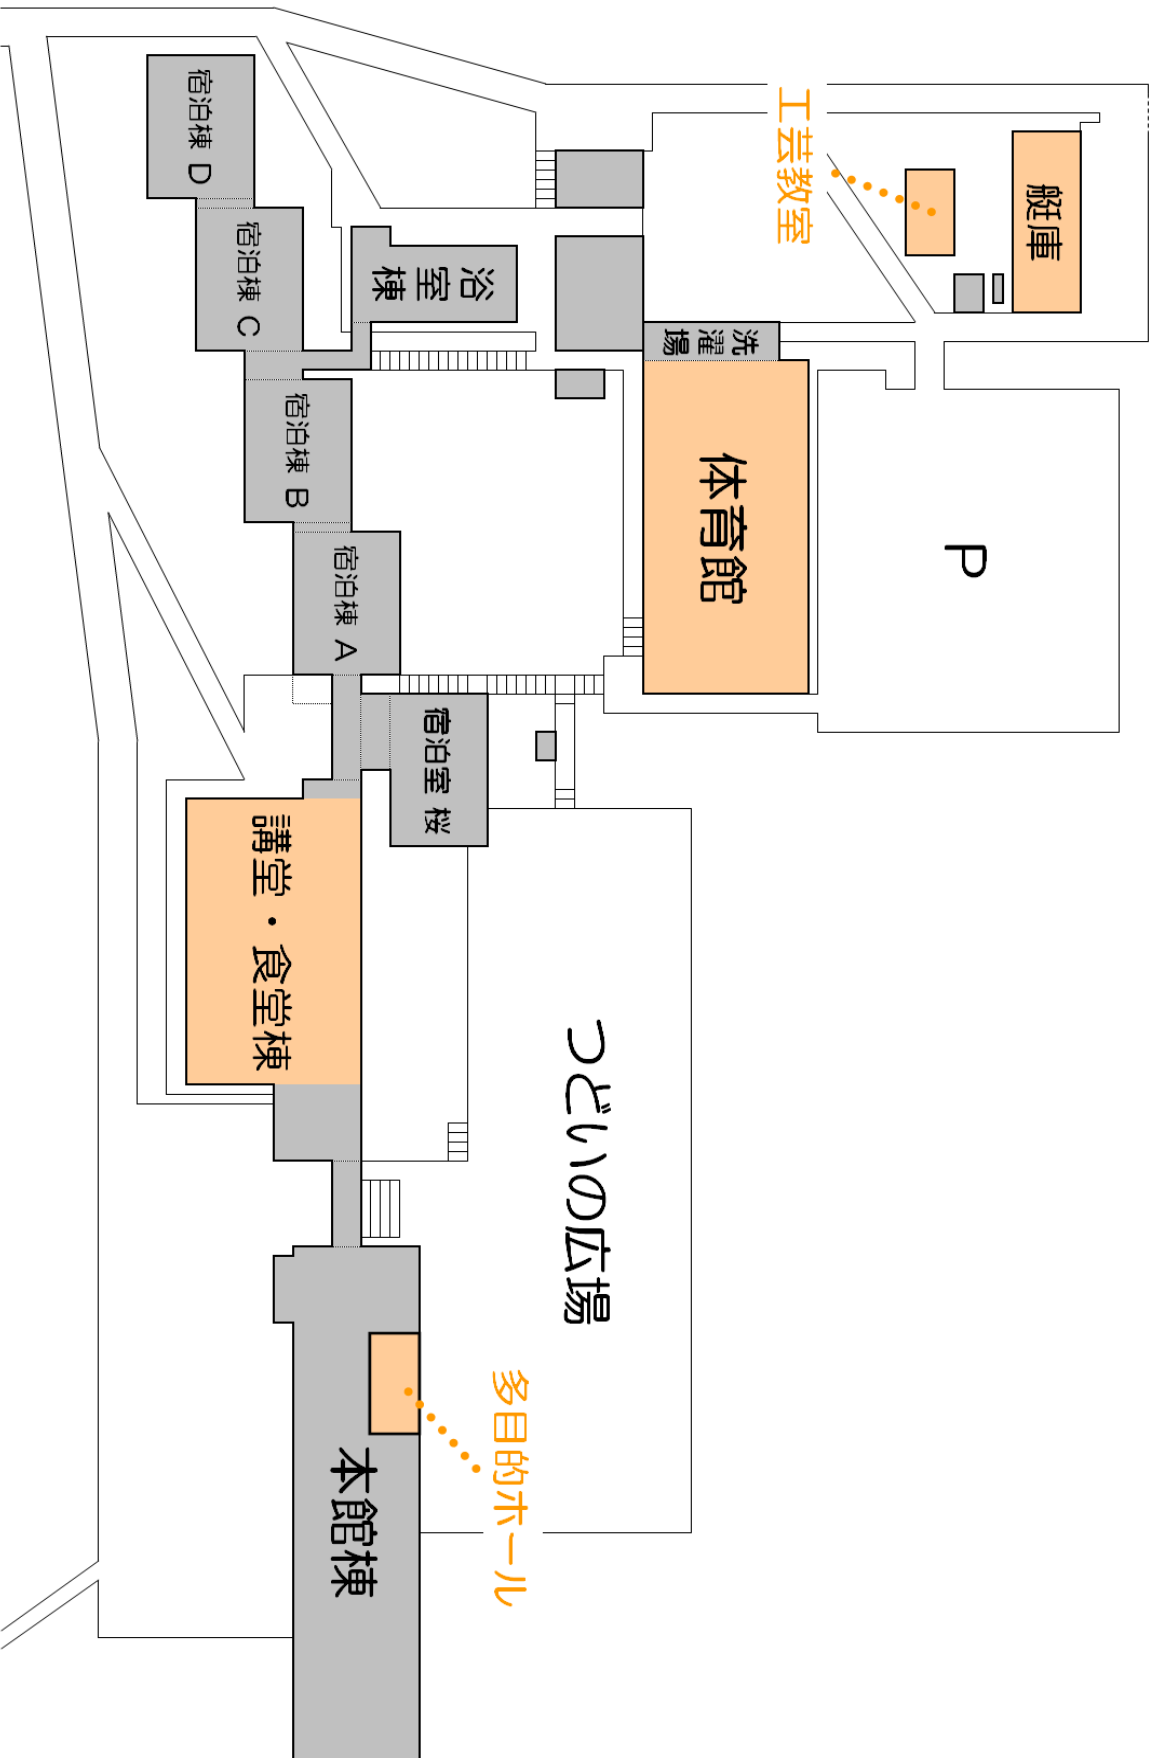 宿泊棟 D
宿泊棟 C
宿泊棟 B
宿泊棟 A
浴室棟
洗濯場
工芸教室
艇庫
体育館
P
宿泊室 桜
講堂・食堂棟
つどいの広場
多目的ホール
本館棟